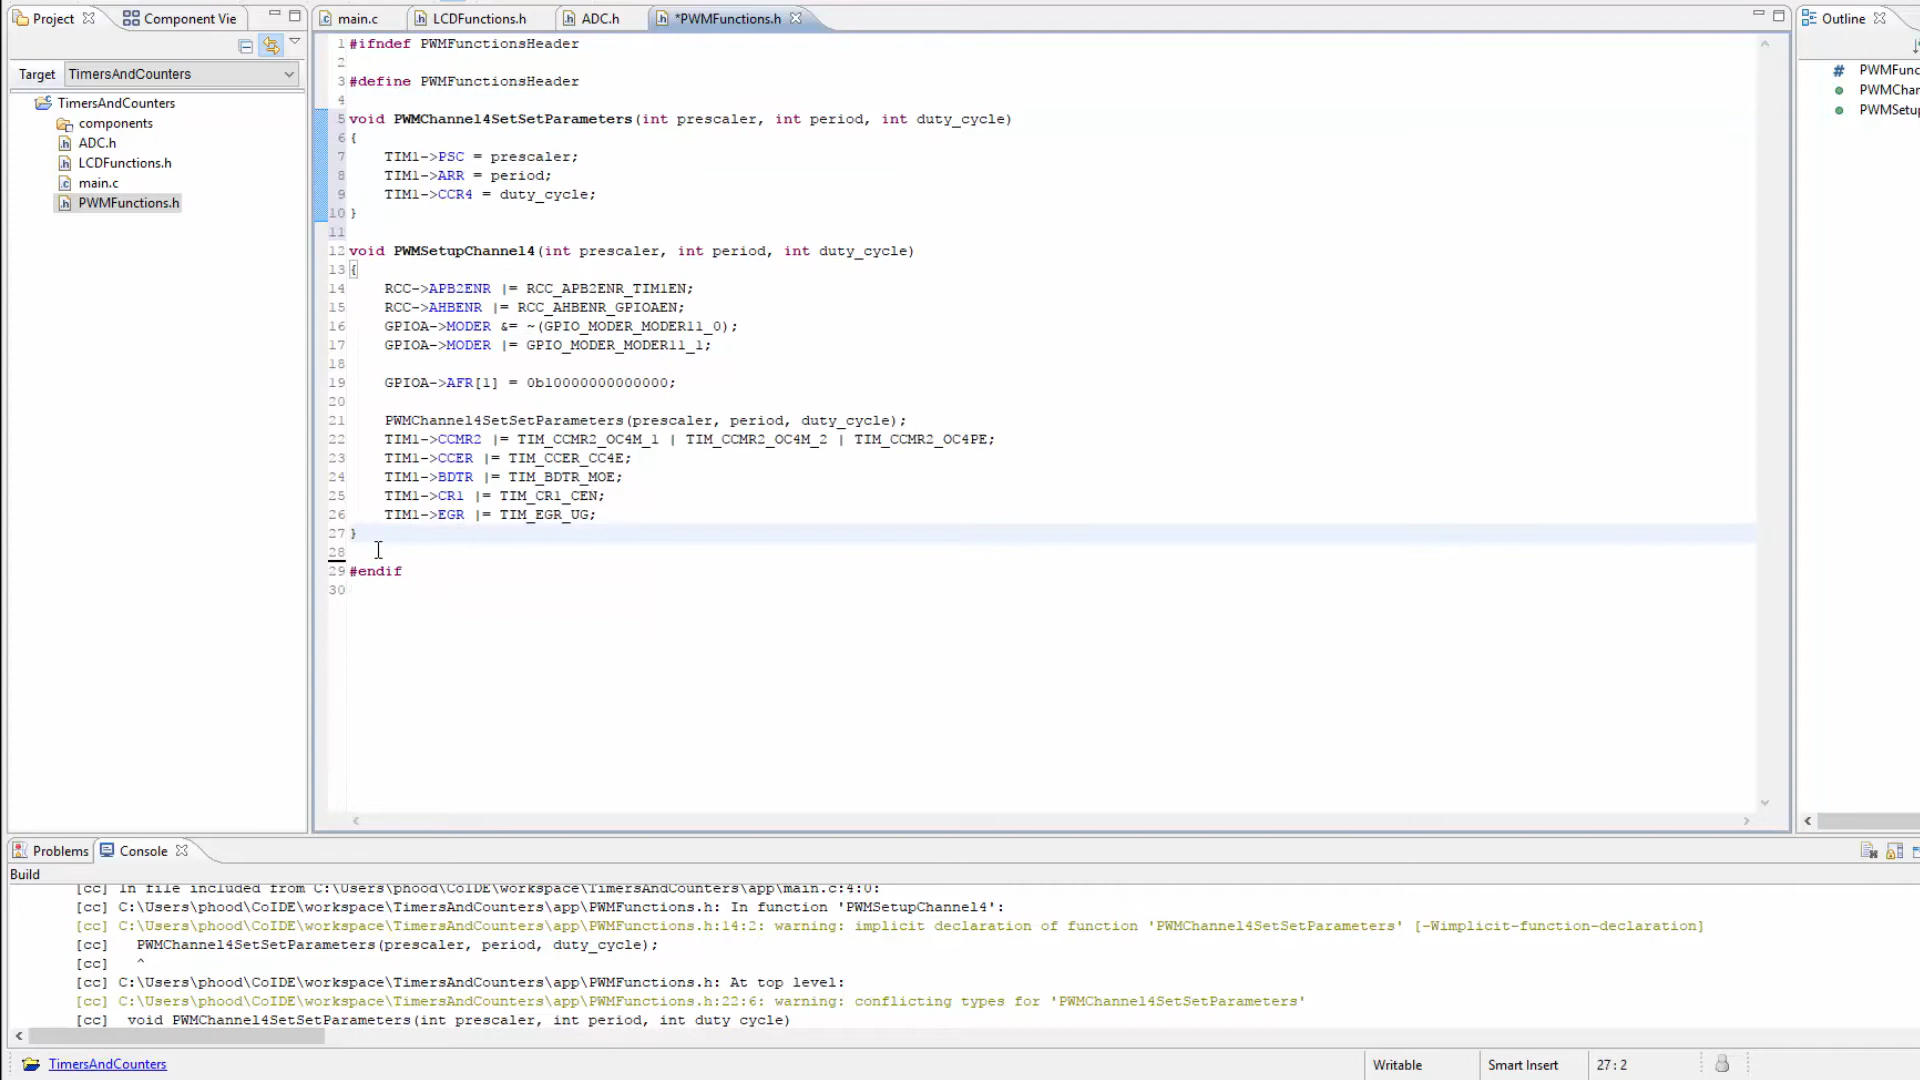 Project
Component Vie
main.c
LCDFunctions.h
ADC.h
*PWMFunctions.h
Outline
Target
TimersAndCounters
TimersAndCounters
components
ADC.h
LCDFunctions.h
main.c
PWMFunctions.h
1 #ifndef PWMFunctionsHeader
2
3 #define PWMFunctionsHeader
4
5 void PWMChannel4SetSetParameters(int prescaler, int period, int duty_cycle)
6 {
7 TIM1->PSC = prescaler;
8 TIM1->ARR = period;
9 TIM1->CCR4 = duty_cycle;
10 }
11
12 void PWMSetupChannel4(int prescaler, int period, int duty_cycle)
13 {
14 RCC->APB2ENR |= RCC_APB2ENR_TIM1EN;
15 RCC->AHBENR |= RCC_AHBENR_GPIOAEN;
16 GPIOA->MODER &= ~(GPIO_MODER_MODER11_0);
17 GPIOA->MODER |= GPIO_MODER_MODER11_1;
18
19 GPIOA->AFR[1] = 0b10000000000000;
20
21 PWMChannel4SetSetParameters(prescaler, period, duty_cycle);
22 TIM1->CCMR2 |= TIM_CCMR2_OC4M_1 | TIM_CCMR2_OC4M_2 | TIM_CCMR2_OC4PE;
23 TIM1->CCER |= TIM_CCER_CC4E;
24 TIM1->BDTR |= TIM_BDTR_MOE;
25 TIM1->CR1 |= TIM_CR1_CEN;
26 TIM1->EGR |= TIM_EGR_UG;
27 }
28
29 #endif
30
# PWMFunc
PWMChar
PWMSetup
Problems
Console
Build
[cc] In file included from C:\Users\phood\CoIDE\workspace\TimersAndCounters\app\main.c:4:0:
[cc] C:\Users\phood\CoIDE\workspace\TimersAndCounters\app\PWMFunctions.h: In function 'PWMSetupChannel4':
[cc] C:\Users\phood\CoIDE\workspace\TimersAndCounters\app\PWMFunctions.h:14:2: warning: implicit declaration of function 'PWMChannel4SetSetParameters' [-Wimplicit-function-declaration]
[cc] PWMChannel4SetSetParameters(prescaler, period, duty_cycle);
[cc] ^
[cc] C:\Users\phood\CoIDE\workspace\TimersAndCounters\app\PWMFunctions.h: At top level:
[cc] C:\Users\phood\CoIDE\workspace\TimersAndCounters\app\PWMFunctions.h:22:6: warning: conflicting types for 'PWMChannel4SetSetParameters'
[cc] void PWMChannel4SetSetParameters(int prescaler, int period, int duty cycle)
TimersAndCounters
Writable
Smart Insert
27 : 2